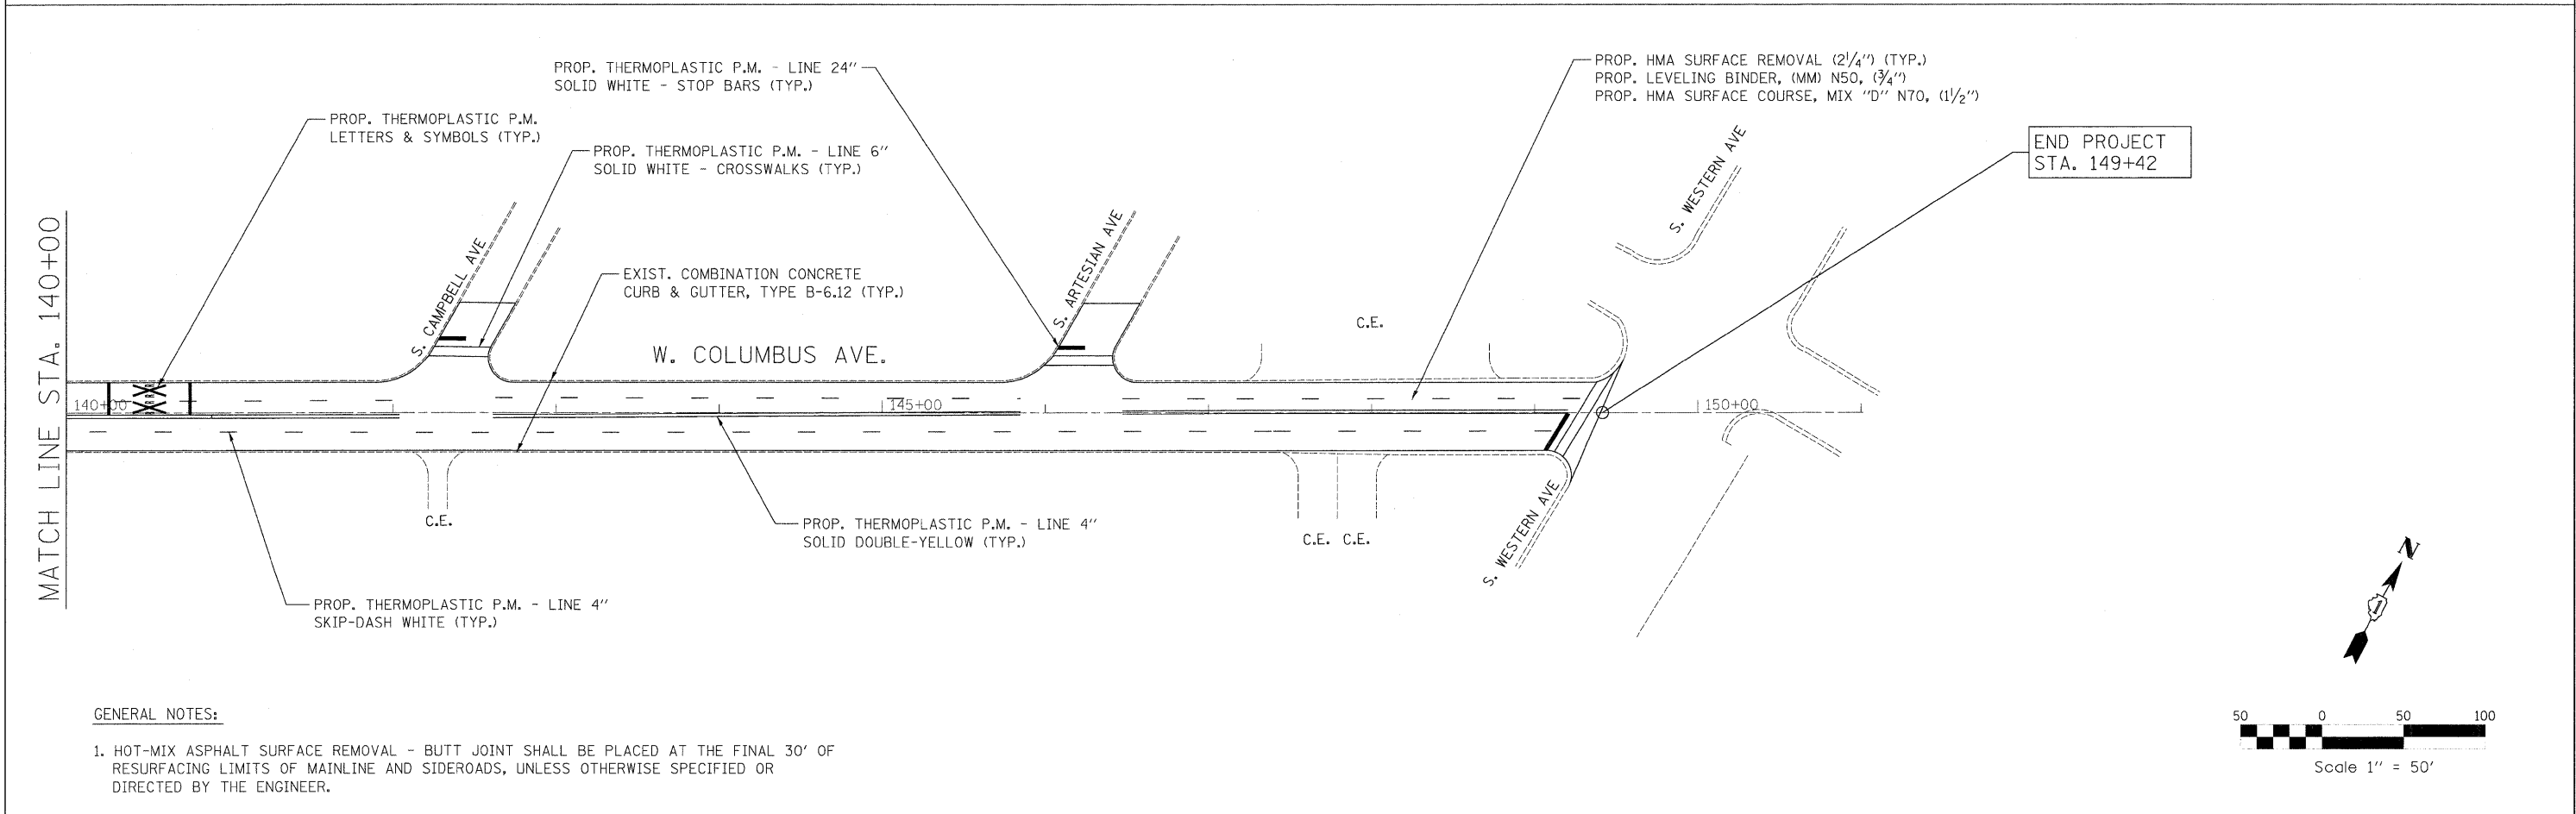 PROP. THERMOPLASTIC P.M. - LINE 24"
SOLID WHITE - STOP BARS (TYP.)
PROP. HMA SURFACE REMOVAL (2 1/4") (TYP.)
PROP. LEVELING BINDER, (MM) N50, (3/4")
PROP. HMA SURFACE COURSE, MIX "D" N70, (1 1/2")
PROP. THERMOPLASTIC P.M.
LETTERS & SYMBOLS (TYP.)
PROP. THERMOPLASTIC P.M. - LINE 6"
SOLID WHITE - CROSSWALKS (TYP.)
END PROJECT
STA. 149+42
S. WESTERN AVE
MATCH LINE STA. 140+00
S. CAMPBELL AVE
EXIST. COMBINATION CONCRETE
CURB & GUTTER, TYPE B-6.12 (TYP.)
S. ARTESIAN AVE
C.E.
W. COLUMBUS AVE.
140+00
145+00
150+00
C.E.
PROP. THERMOPLASTIC P.M. - LINE 4"
SOLID DOUBLE-YELLOW (TYP.)
C.E. C.E.
S. WESTERN AVE
PROP. THERMOPLASTIC P.M. - LINE 4"
SKIP-DASH WHITE (TYP.)
N
1
GENERAL NOTES:
1. HOT-MIX ASPHALT SURFACE REMOVAL - BUTT JOINT SHALL BE PLACED AT THE FINAL 30' OF
RESURFACING LIMITS OF MAINLINE AND SIDEROADS, UNLESS OTHERWISE SPECIFIED OR
DIRECTED BY THE ENGINEER.
50 0 50 100
Scale 1" = 50'